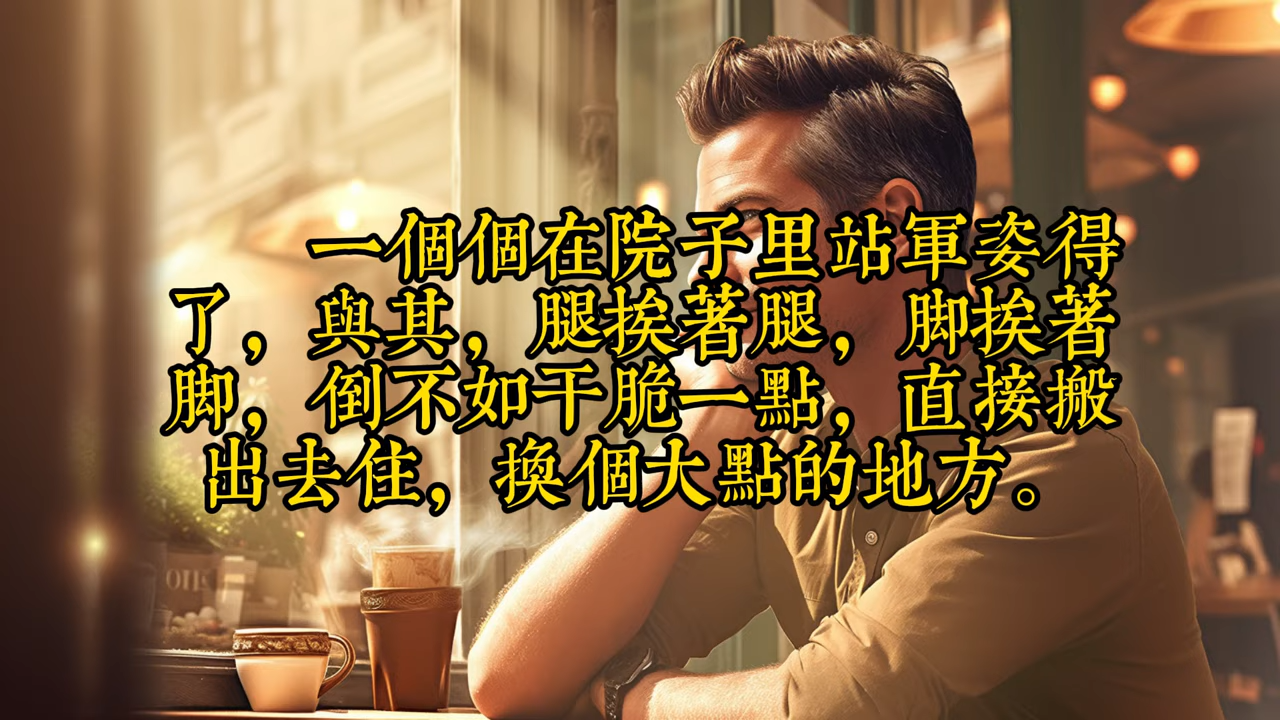 一個個在院子里站軍姿得
了，與其，腿挨著腿，脚挨著
脚，倒不如干脆一點，直接搬
出去住，換個大點的地方。